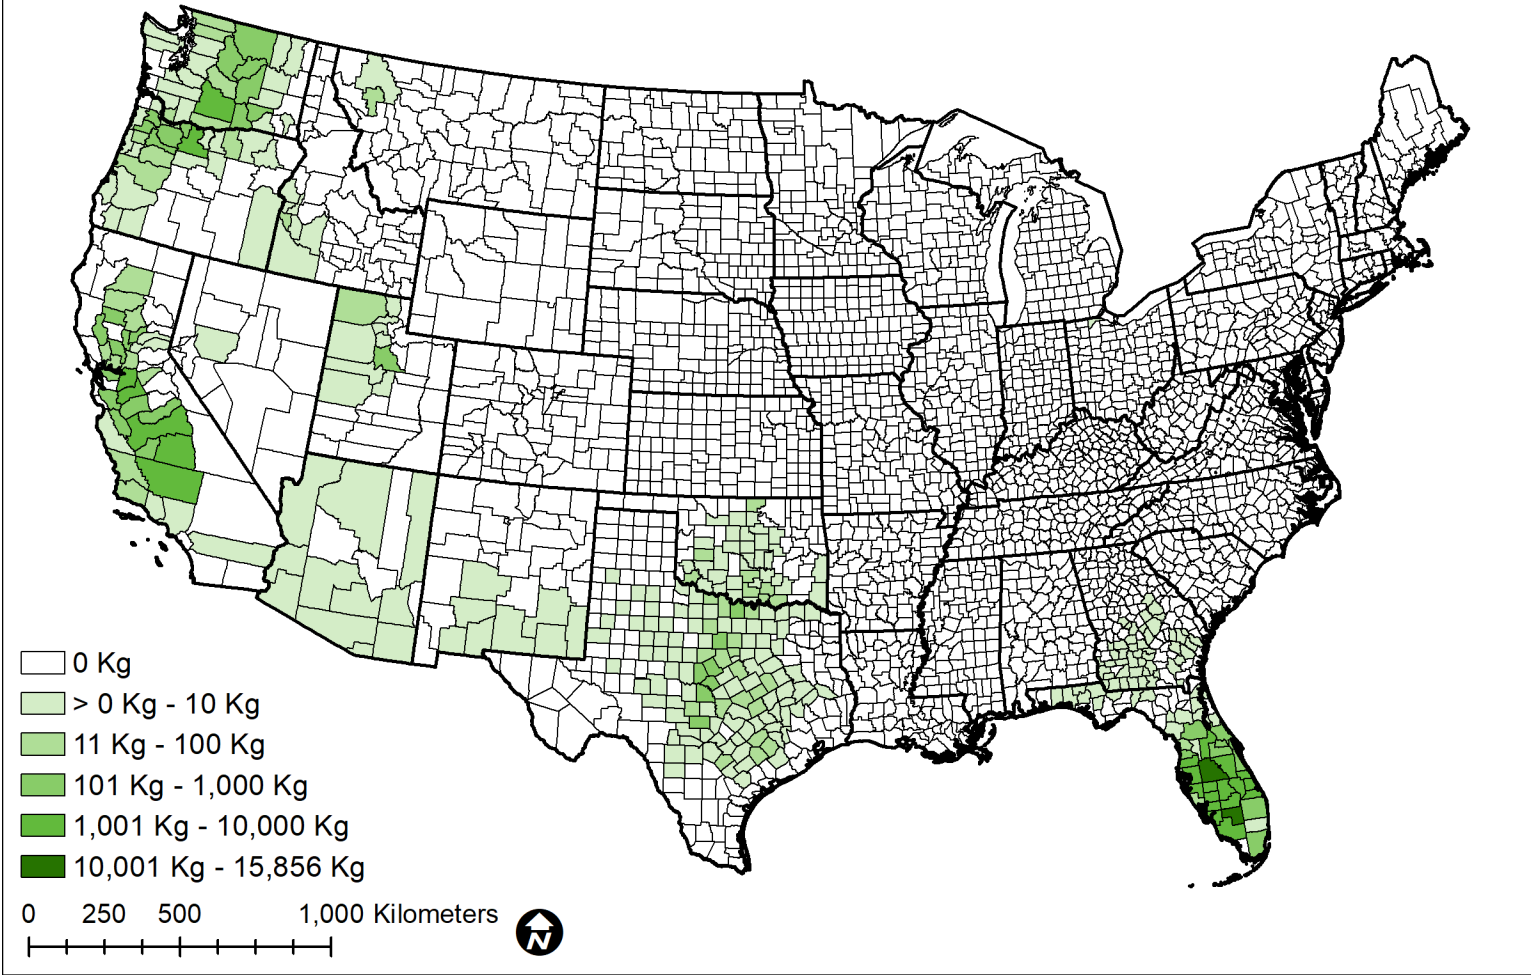 0 Kg
> 0 Kg - 10 Kg
11 Kg - 100 Kg
101 Kg - 1,000 Kg
1,001 Kg - 10,000 Kg
10,001 Kg - 15,856 Kg
0 250 500 1,000 Kilometers
N